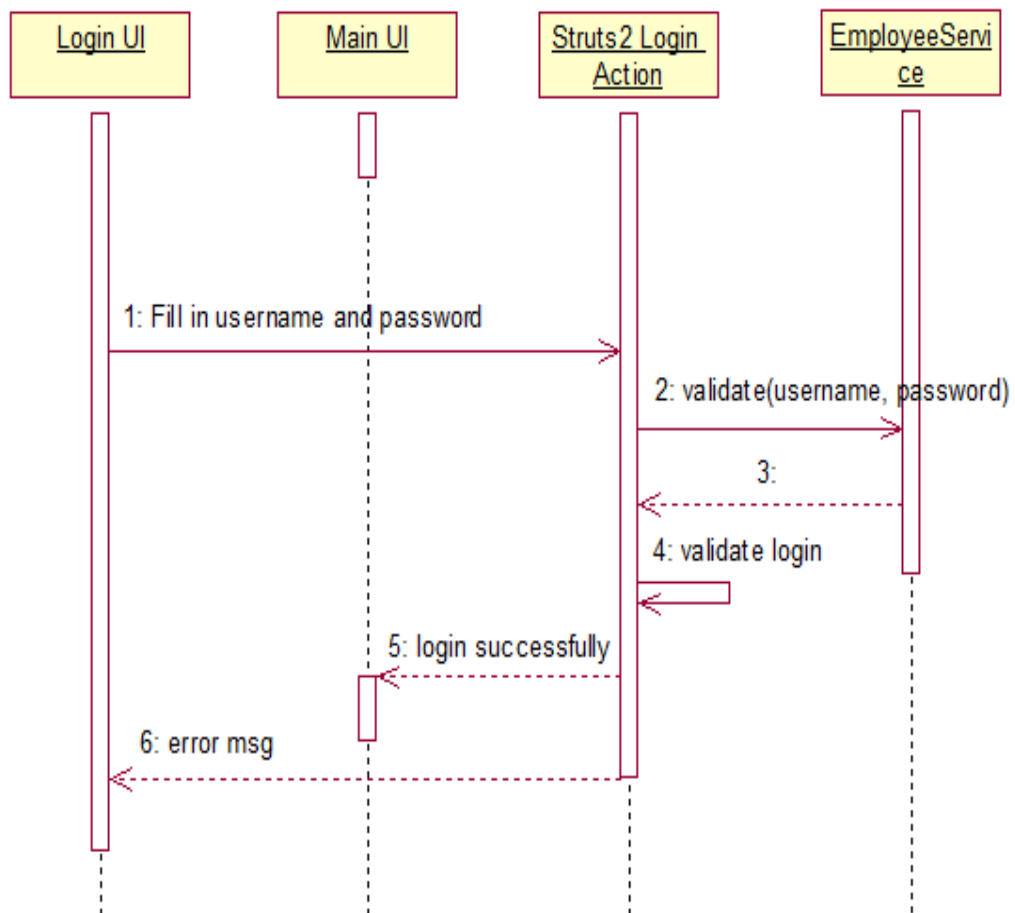 Login UI
Main UI
Struts2 Login
Action
EmployeeServi
ce
1: Fill in username and password
2: validate(username, password)
3:
4: validate login
5: login successfully
6: error msg